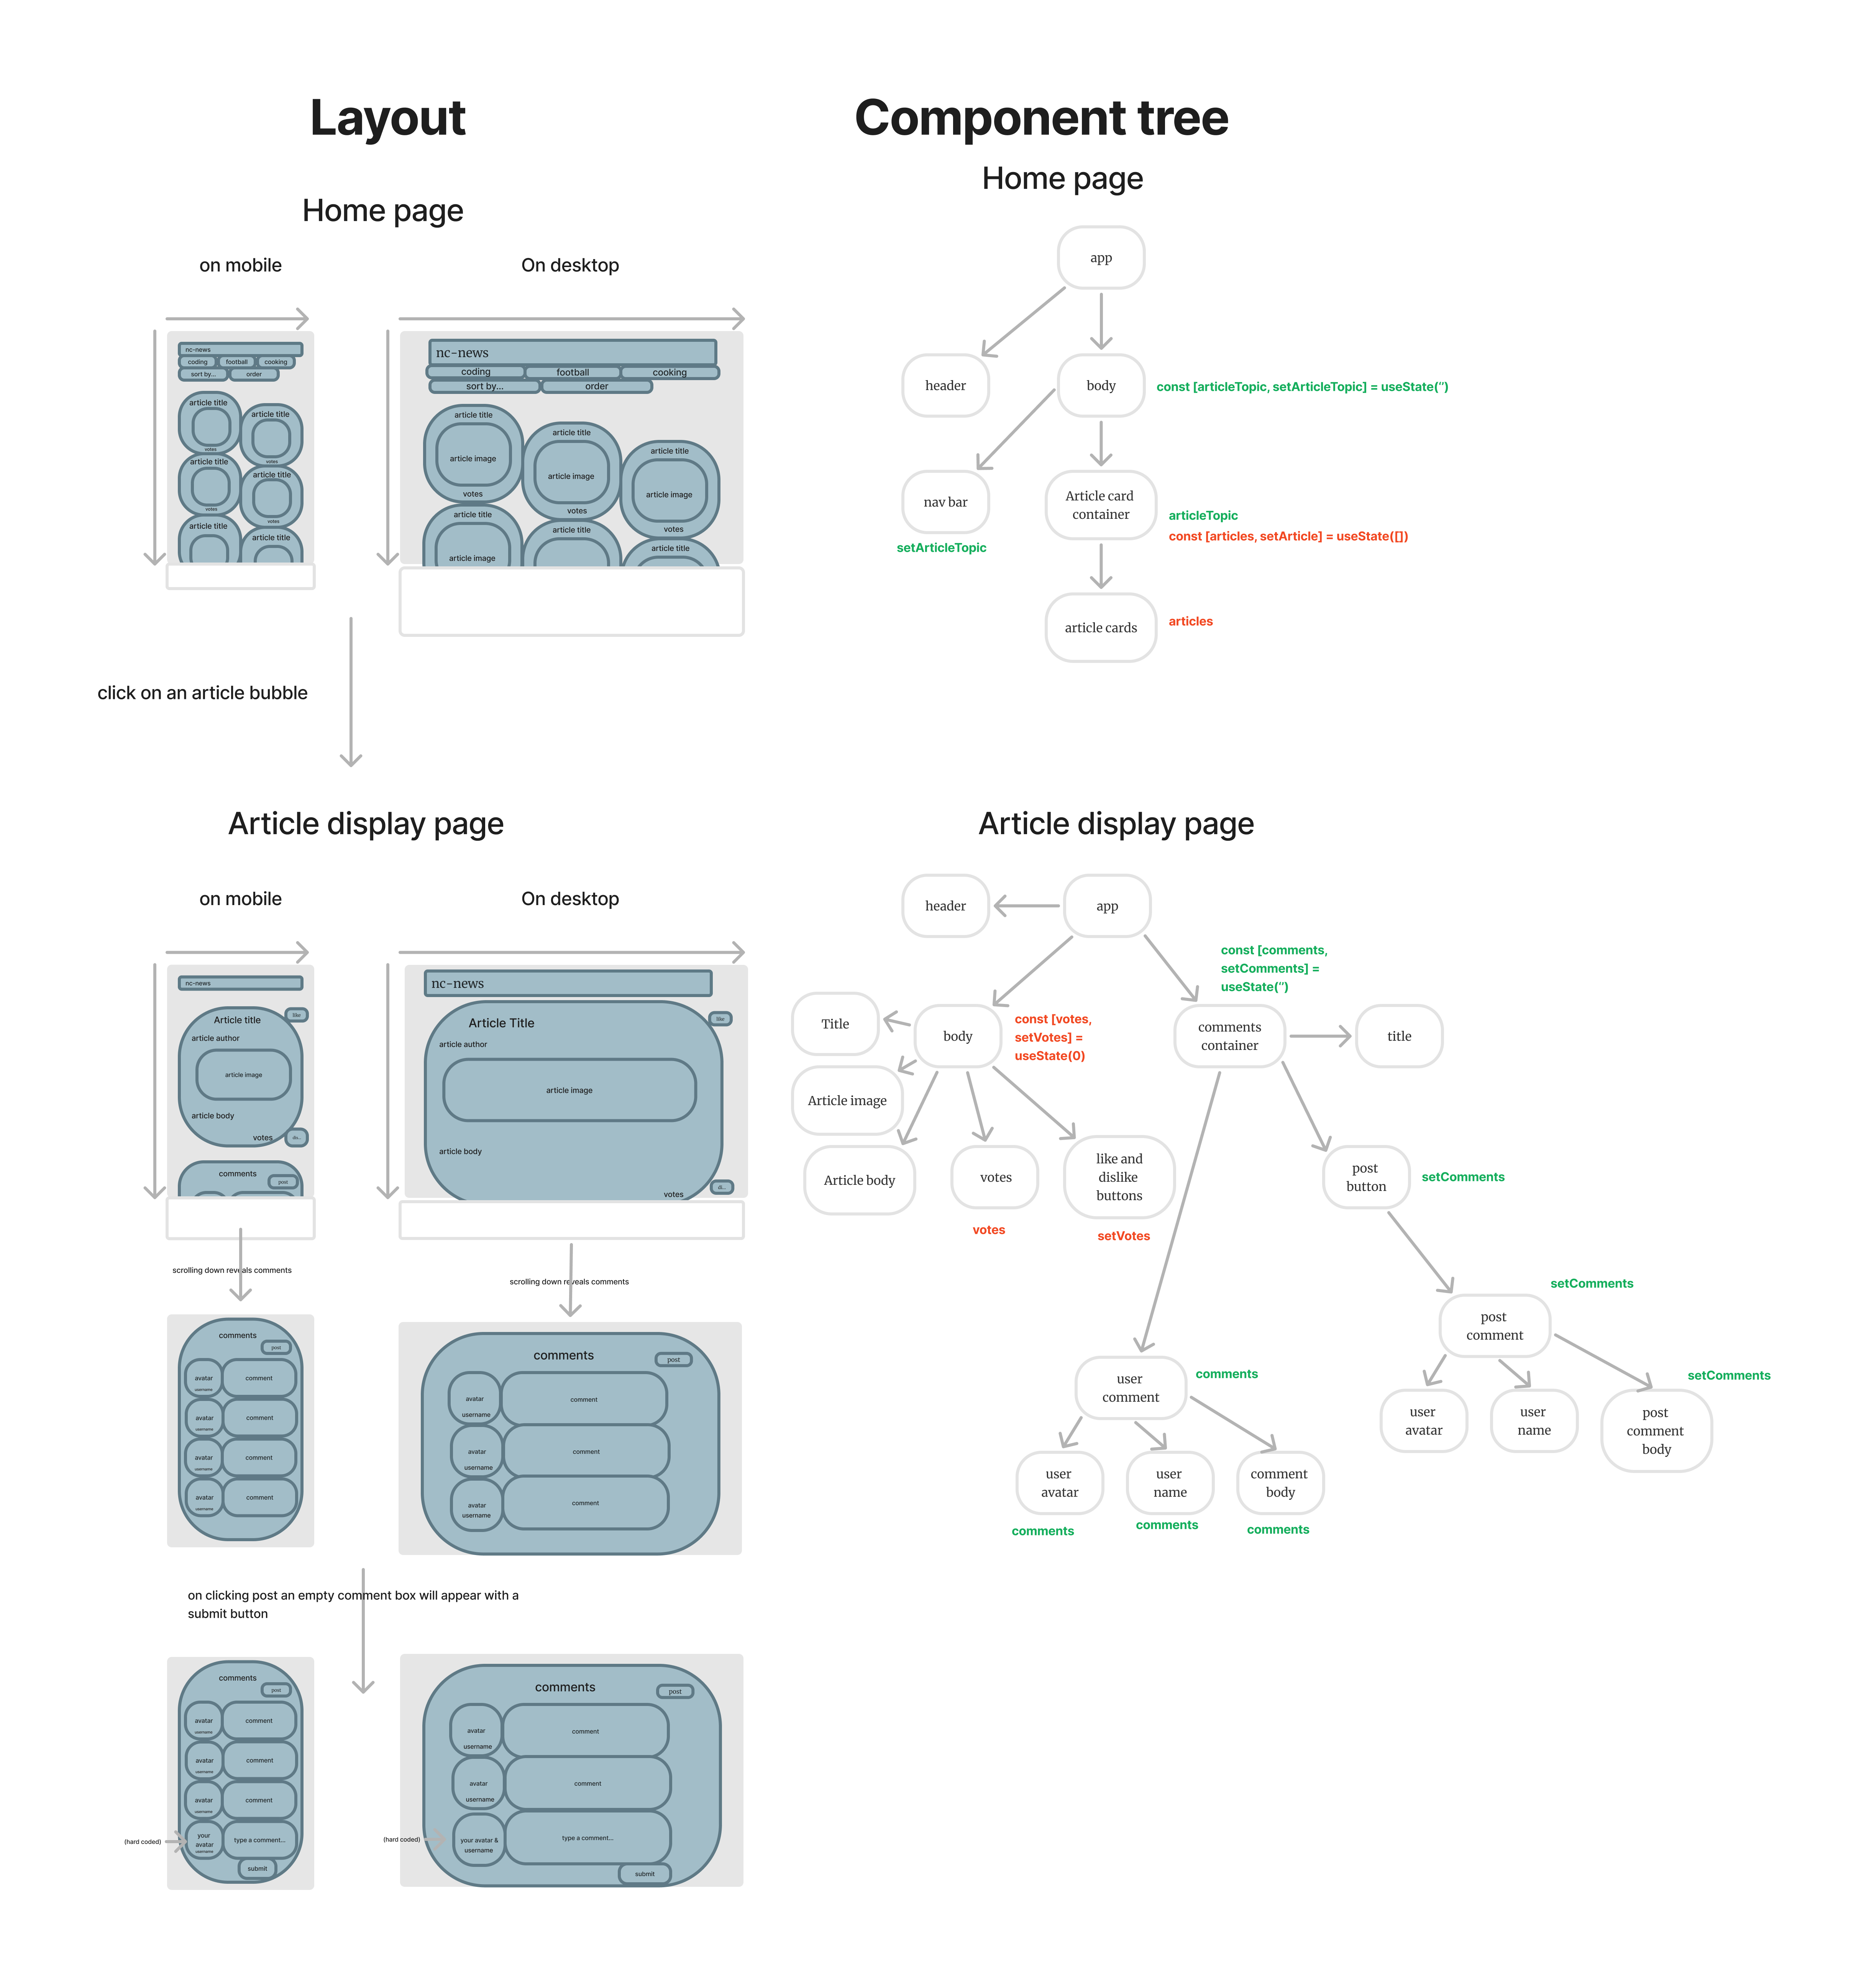 Layout
Component tree
Home page
Home page
on mobile
On desktop
nc-news
coding
football
cooking
sort by...
order
article title
article title
votes
votes
article title
article title
votes
votes
article title
article title
nc-news
coding
football
cooking
sort by...
order
article title
article title
article title
article image
article image
article image
votes
votes
votes
article title
article title
article title
article image
click on an article bubble
app
header
body
const [articleTopic, setArticleTopic] = useState('')
nav bar
setArticleTopic
Article card
container
articleTopic
const [articles, setArticle] = useState([])
article cards
articles
Article display page
Article display page
on mobile
On desktop
nc-news
Article title
like
article author
article image
article body
votes
dis...
comments
post
nc-news
Article Title
like
article author
article image
article body
votes
di...
scrolling down reveals comments
scrolling down reveals comments
comments
post
avatar
username
comment
avatar
username
comment
avatar
username
comment
avatar
username
comment
comments
post
avatar
username
comment
avatar
username
comment
avatar
username
comment
on clicking post an empty comment box will appear with a
submit button
comments
post
avatar
username
comment
avatar
username
comment
avatar
username
comment
(hard coded)
your
avatar
username
type a comment...
submit
comments
post
avatar
username
comment
avatar
username
comment
(hard coded)
your avatar &
username
type a comment...
submit
header
app
const [comments,
setComments] =
useState('')
Title
body
const [votes,
setVotes] =
useState(0)
comments
container
title
Article image
Article body
votes
votes
like and
dislike
buttons
setVotes
post
button
setComments
setComments
post
comment
user
comment
comments
setComments
user
avatar
user
name
post
comment
body
user
avatar
comments
user
name
comments
comment
body
comments